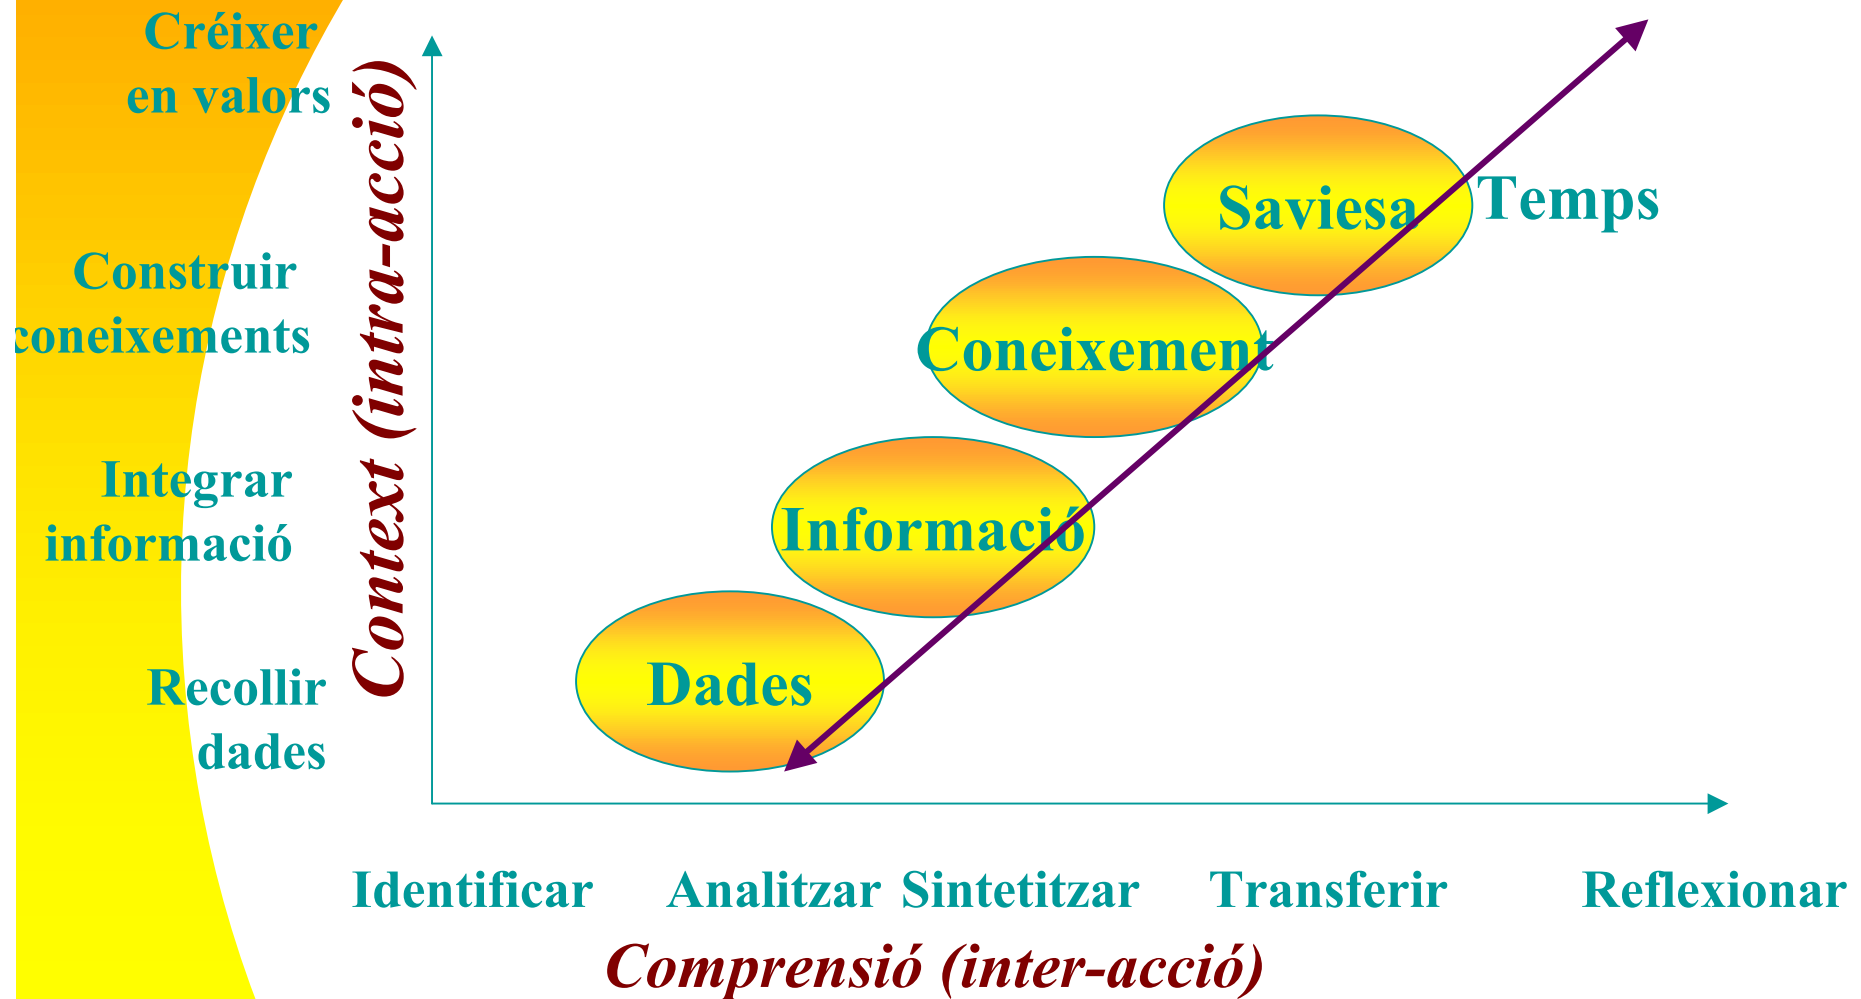 Créixer
en valors
Construir
coneixements
Integrar
informació
Recollir
dades
Context (intra-acció)
Saviesa
Temps
Coneixement
Informació
Dades
Identificar Analitzar Sintetitzar Transferir Reflexionar
Comprensió (inter-acció)